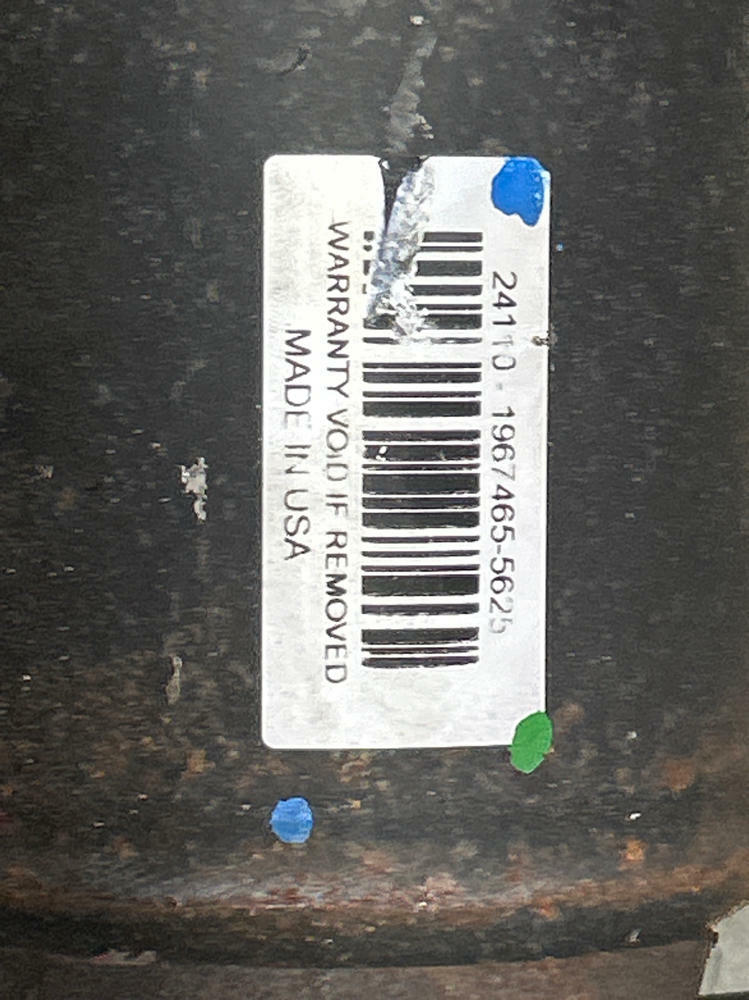 24110 - 1967465-5625
WARRANTY VOID IF REMOVED
MADE IN USA